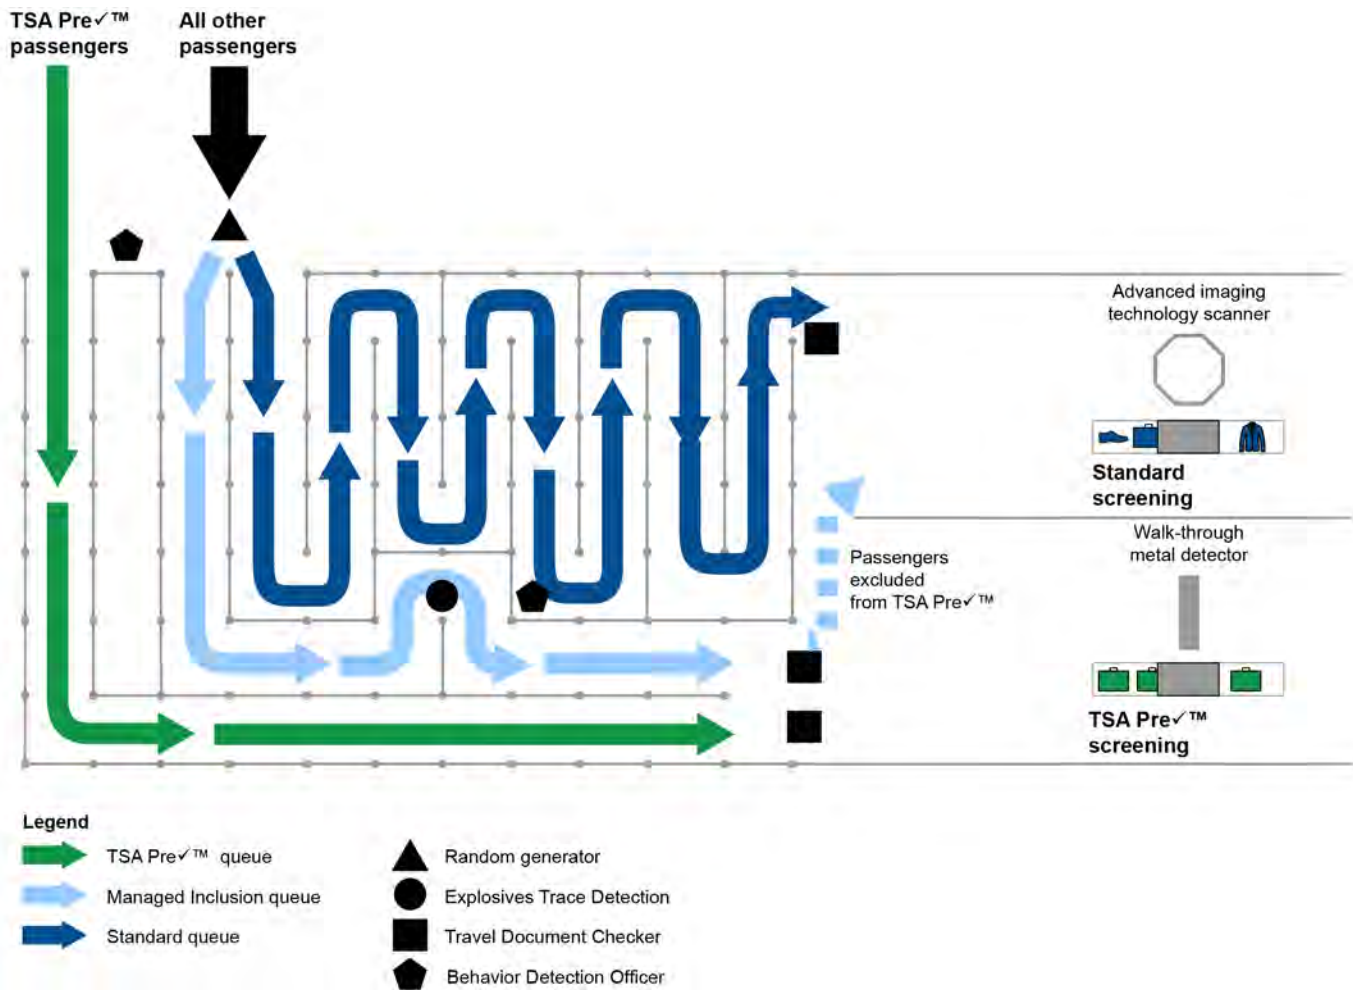 TSA Pre✓™
passengers
All other
passengers
Advanced imaging
technology scanner
Standard
screening
Walk-through
metal detector
Passengers
excluded
from TSA Pre✓™
TSA Pre✓™
screening
Legend
TSA Pre✓™ queue
Managed Inclusion queue
Standard queue
Random generator
Explosives Trace Detection
Travel Document Checker
Behavior Detection Officer